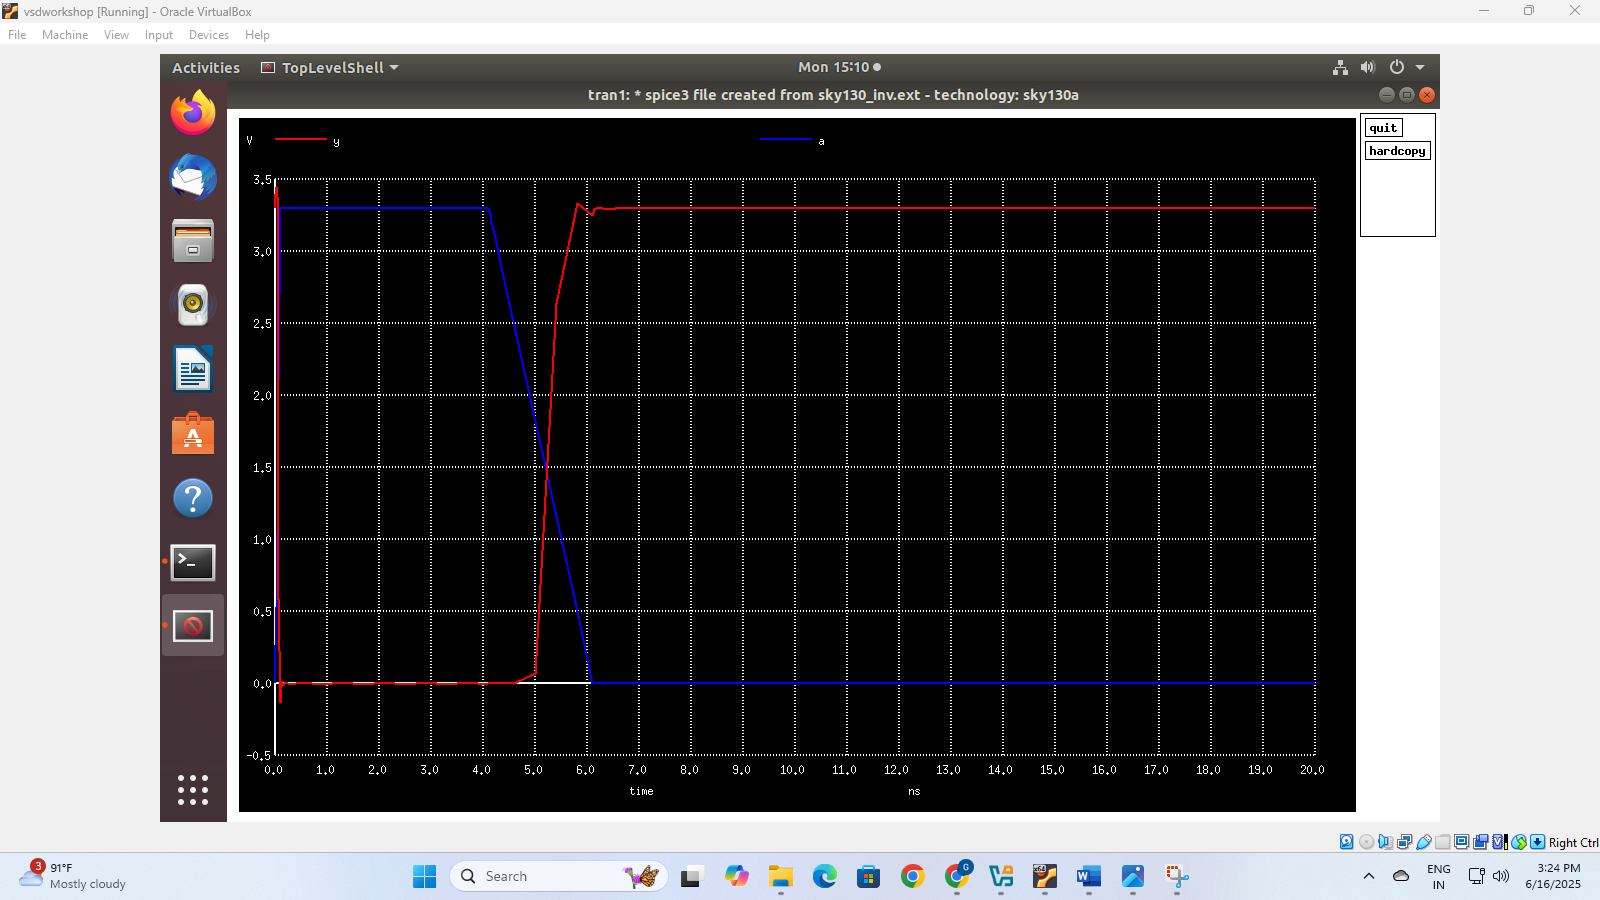 vsdworkshop [Running] - Oracle VirtualBox
File Machine View Input Devices Help
Activities TopLevelShell Mon 15:10
tran1: * spice3 file created from sky130_inv.ext - technology: sky130a
quit
hardcopy
V y a
3.5
3.0
2.5
2.0
1.5
1.0
0.5
0.0
-0.5
0.0 1.0 2.0 3.0 4.0 5.0 6.0 7.0 8.0 9.0 10.0 11.0 12.0 13.0 14.0 15.0 16.0 17.0 18.0 19.0 20.0
time ns
Right Ctrl
3
91°F
Mostly cloudy
Search
G
x64
ENG
IN
3:24 PM
6/16/2025